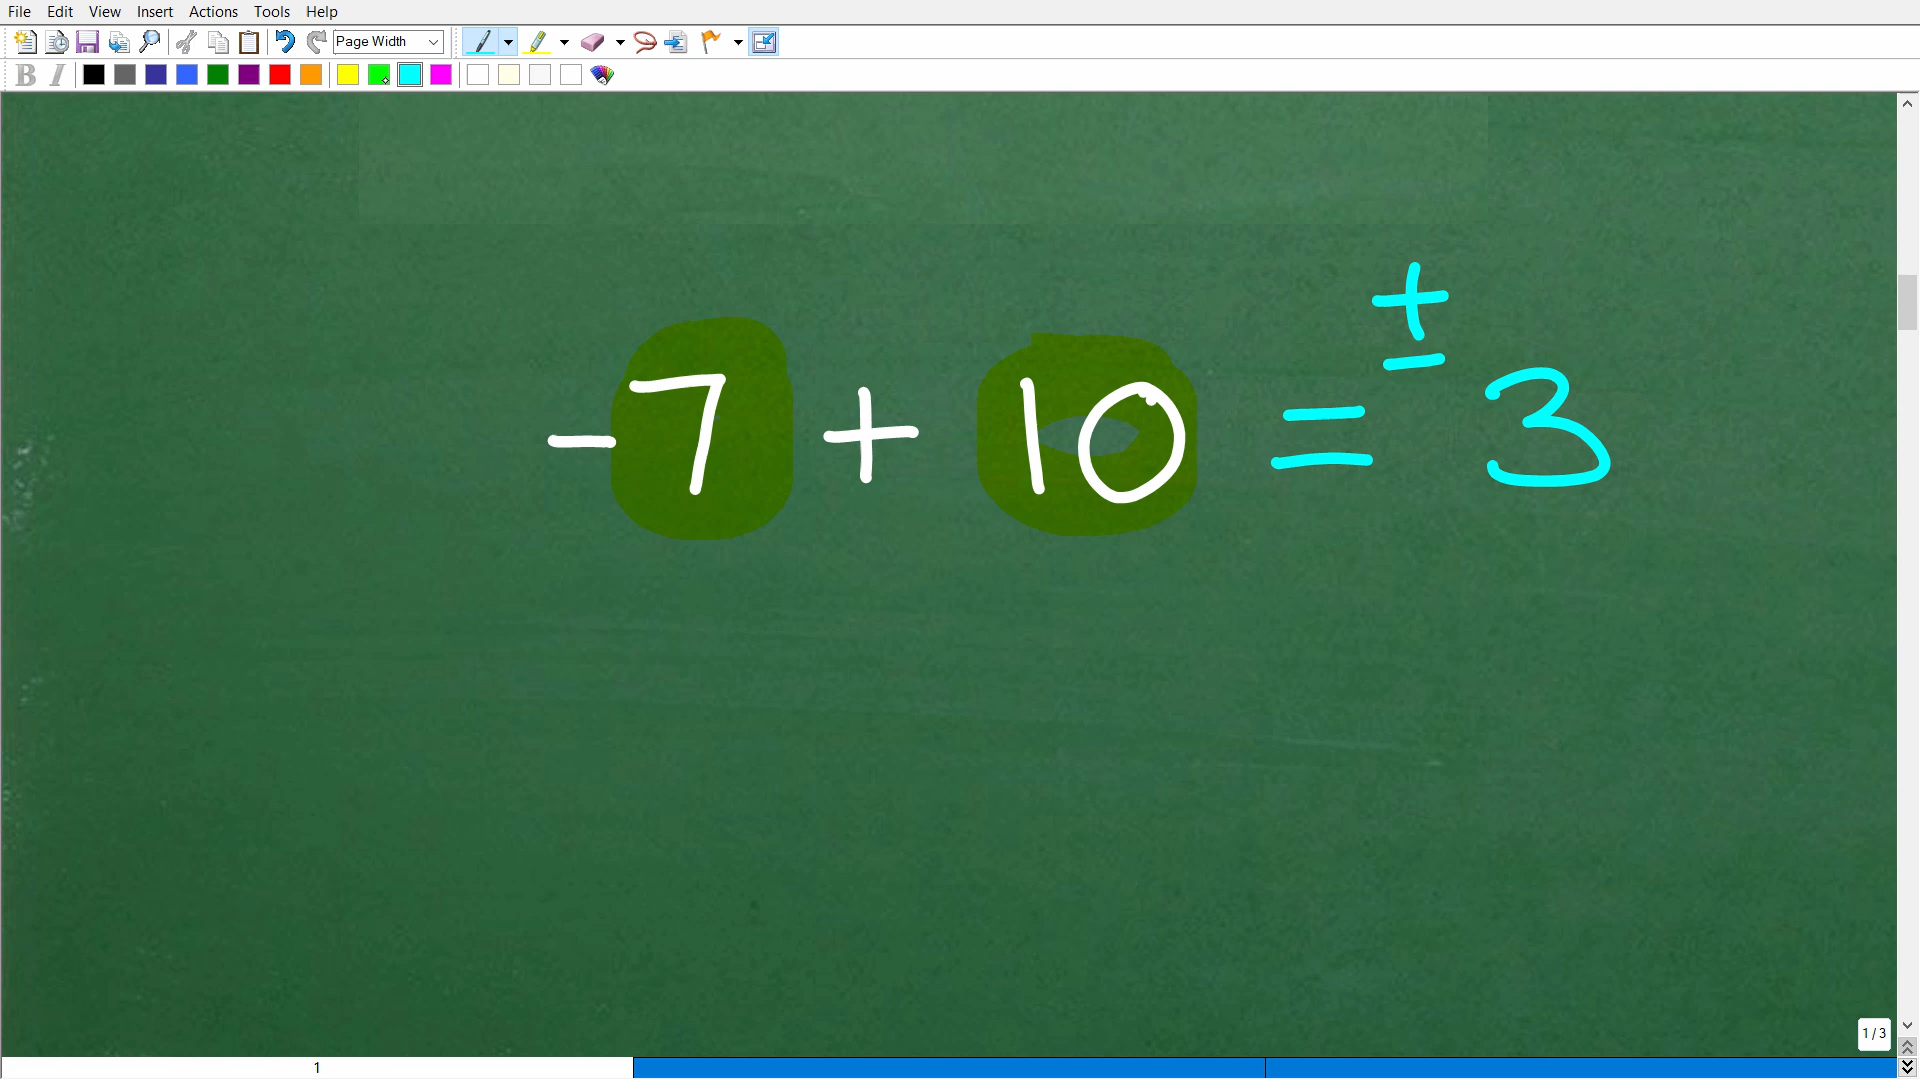 File Edit View Insert Actions Tools Help
Page Width
B I
-7 + 10 = ± 3
1 / 3
1